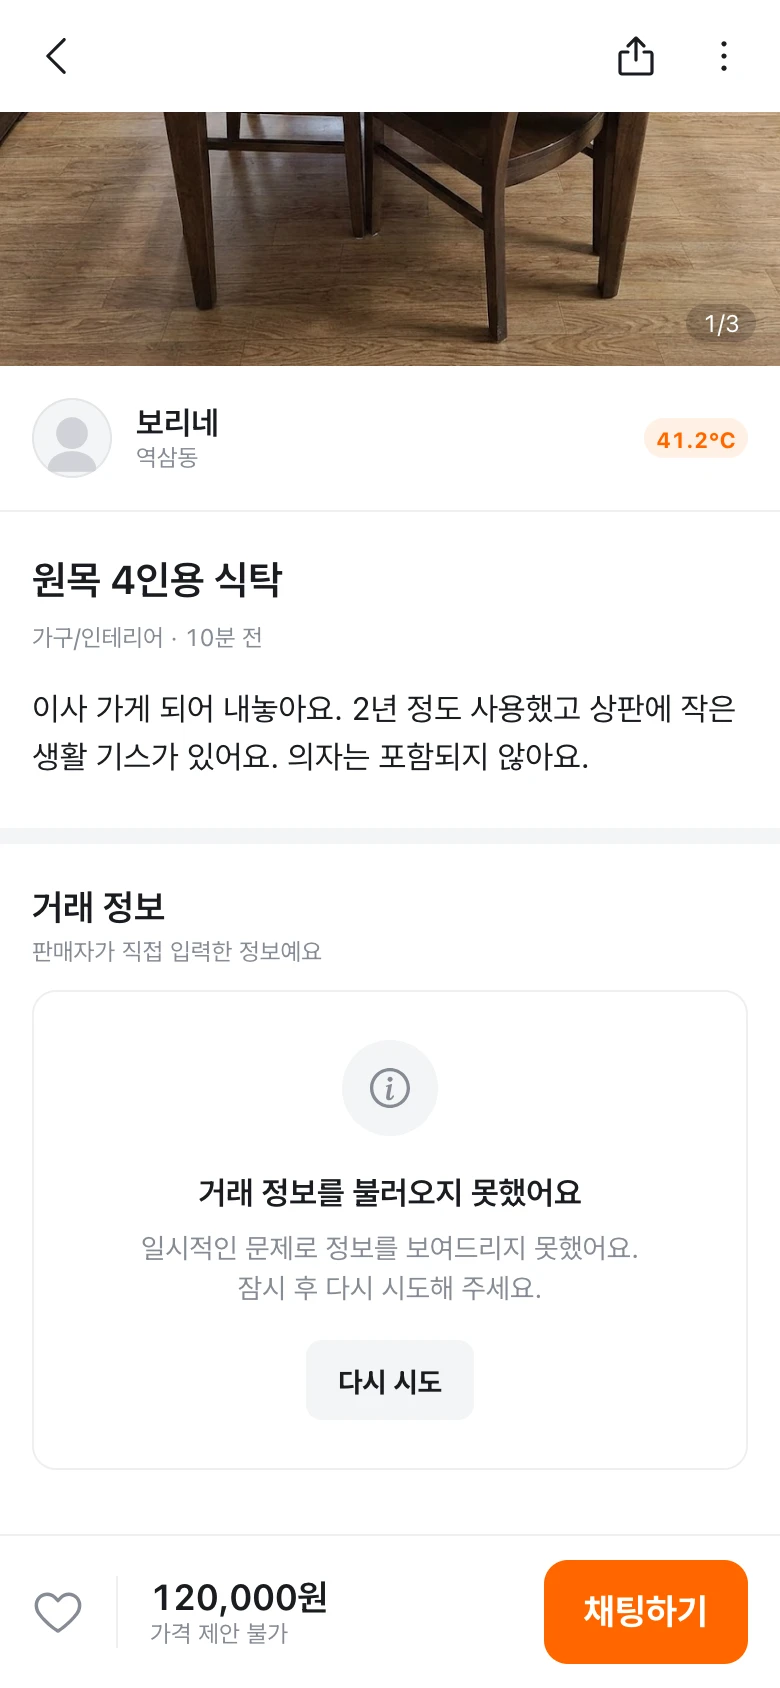 1/3
보리네
역삼동
41.2°C
원목 4인용 식탁
가구/인테리어 · 10분 전
이사 가게 되어 내놓아요. 2년 정도 사용했고 상판에 작은
생활 기스가 있어요. 의자는 포함되지 않아요.
거래 정보
판매자가 직접 입력한 정보예요
거래 정보를 불러오지 못했어요
일시적인 문제로 정보를 보여드리지 못했어요.
잠시 후 다시 시도해 주세요.
다시 시도
120,000원
가격 제안 불가
채팅하기